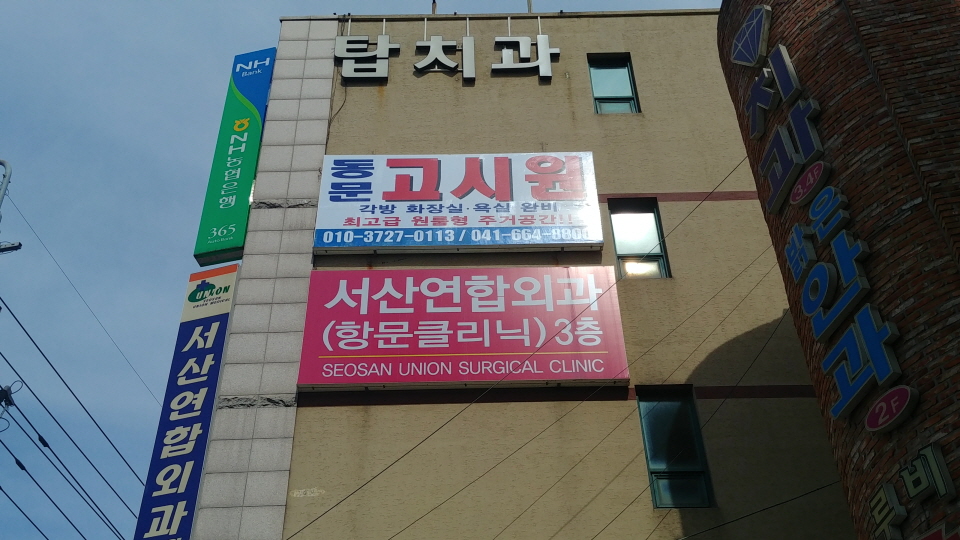 탑치과
NH
Bank
NH농협은행
365
AutoBank
동문
고시원
각방 화장실.욕실 완비
최고급 원룸형 주거공간
010-3727-0113 / 041-664-8800
서산연합외과
(항문클리닉) 3층
SEOSAN UNION SURGICAL CLINIC
UNION
서산연합외과
치과
3.4F
안과
2F